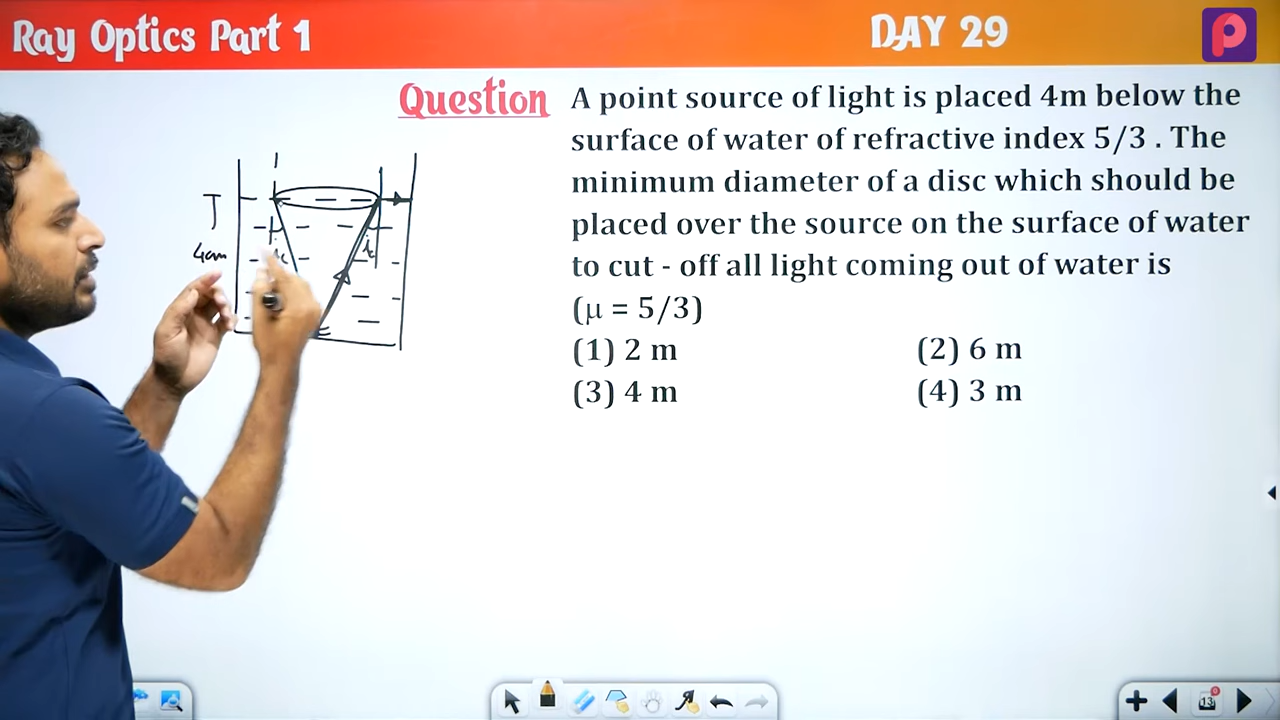 Ray Optics Part 1
DAY 29
Question
A point source of light is placed 4m below the
surface of water of refractive index 5/3 . The
minimum diameter of a disc which should be
placed over the source on the surface of water
to cut - off all light coming out of water is
(μ = 5/3)
(1) 2 m
(2) 6 m
(3) 4 m
(4) 3 m
4cm
13